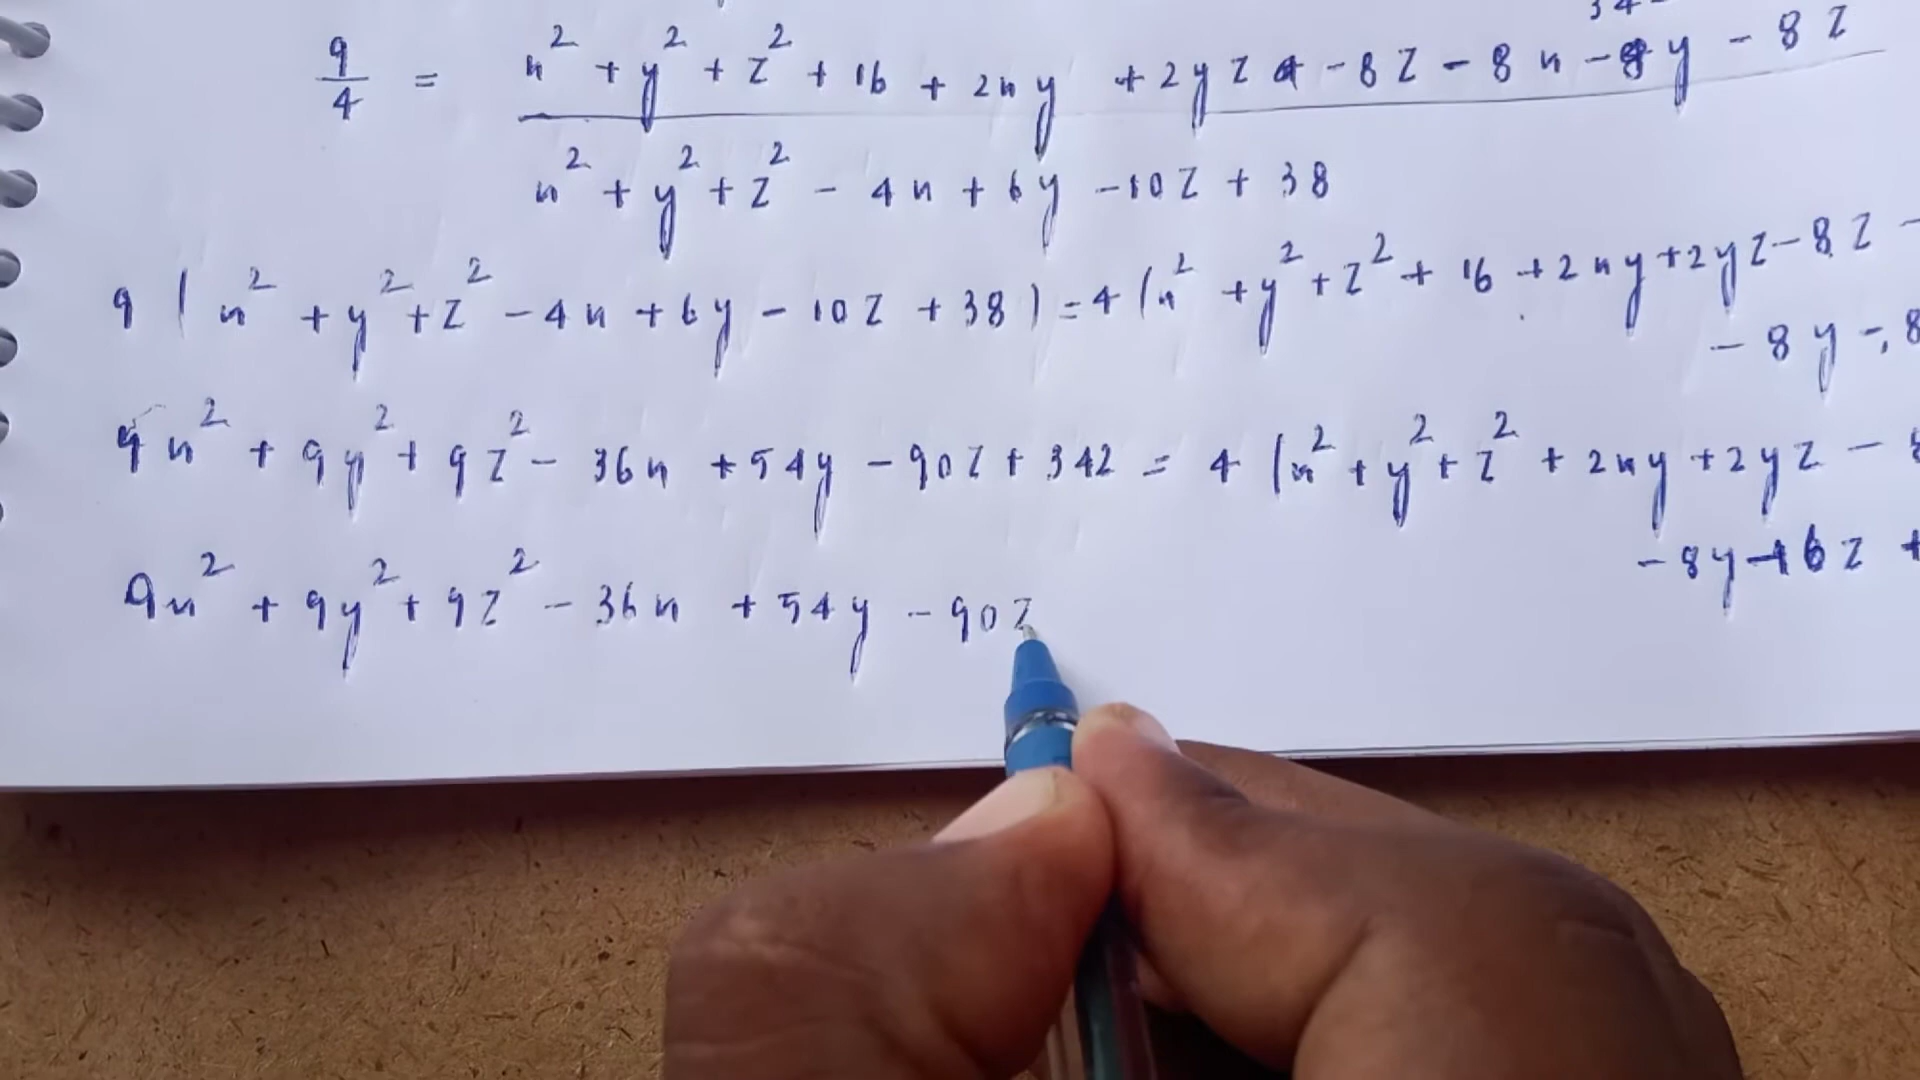 9/4 = x² + y² + z² + 16 + 2xy + 2yz - 8z - 8x - 8y - 8z
x² + y² + z² - 4x + 6y - 10z + 38
9 (x² + y² + z² - 4x + 6y - 10z + 38) = 4 (x² + y² + z² + 16 + 2xy + 2yz - 8z -
- 8y - 8
9x² + 9y² + 9z² - 36x + 54y - 90z + 342 = 4 (x² + y² + z² + 2xy + 2yz -
- 8y - 16z +
9x² + 9y² + 9z² - 36x + 54y - 90z